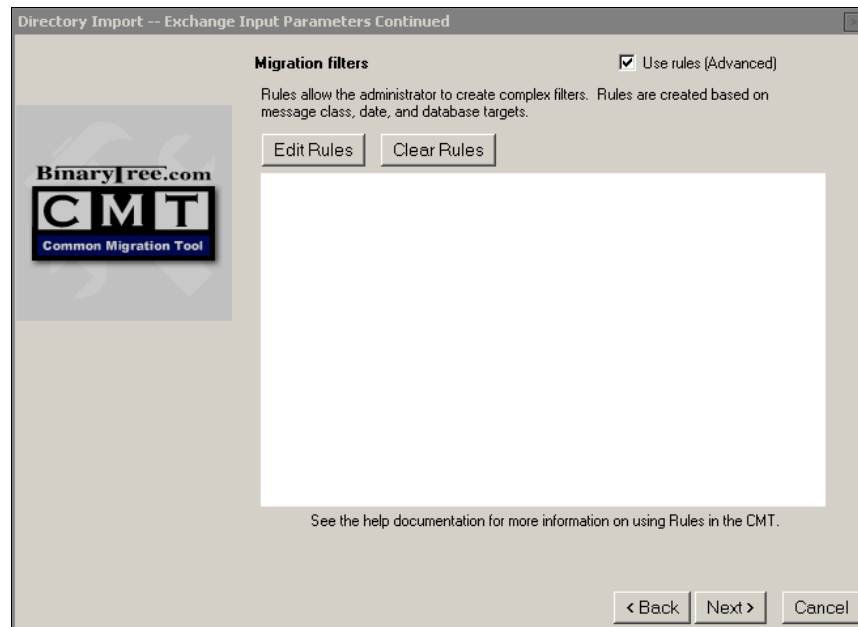 Directory Import -- Exchange Input Parameters Continued
Migration filters
Use rules (Advanced)
Rules allow the administrator to create complex filters. Rules are created based on
message class, date, and database targets.
Edit Rules
Clear Rules
BinaryTree.com
CMT
Common Migration Tool
See the help documentation for more information on using Rules in the CMT.
< Back
Next >
Cancel